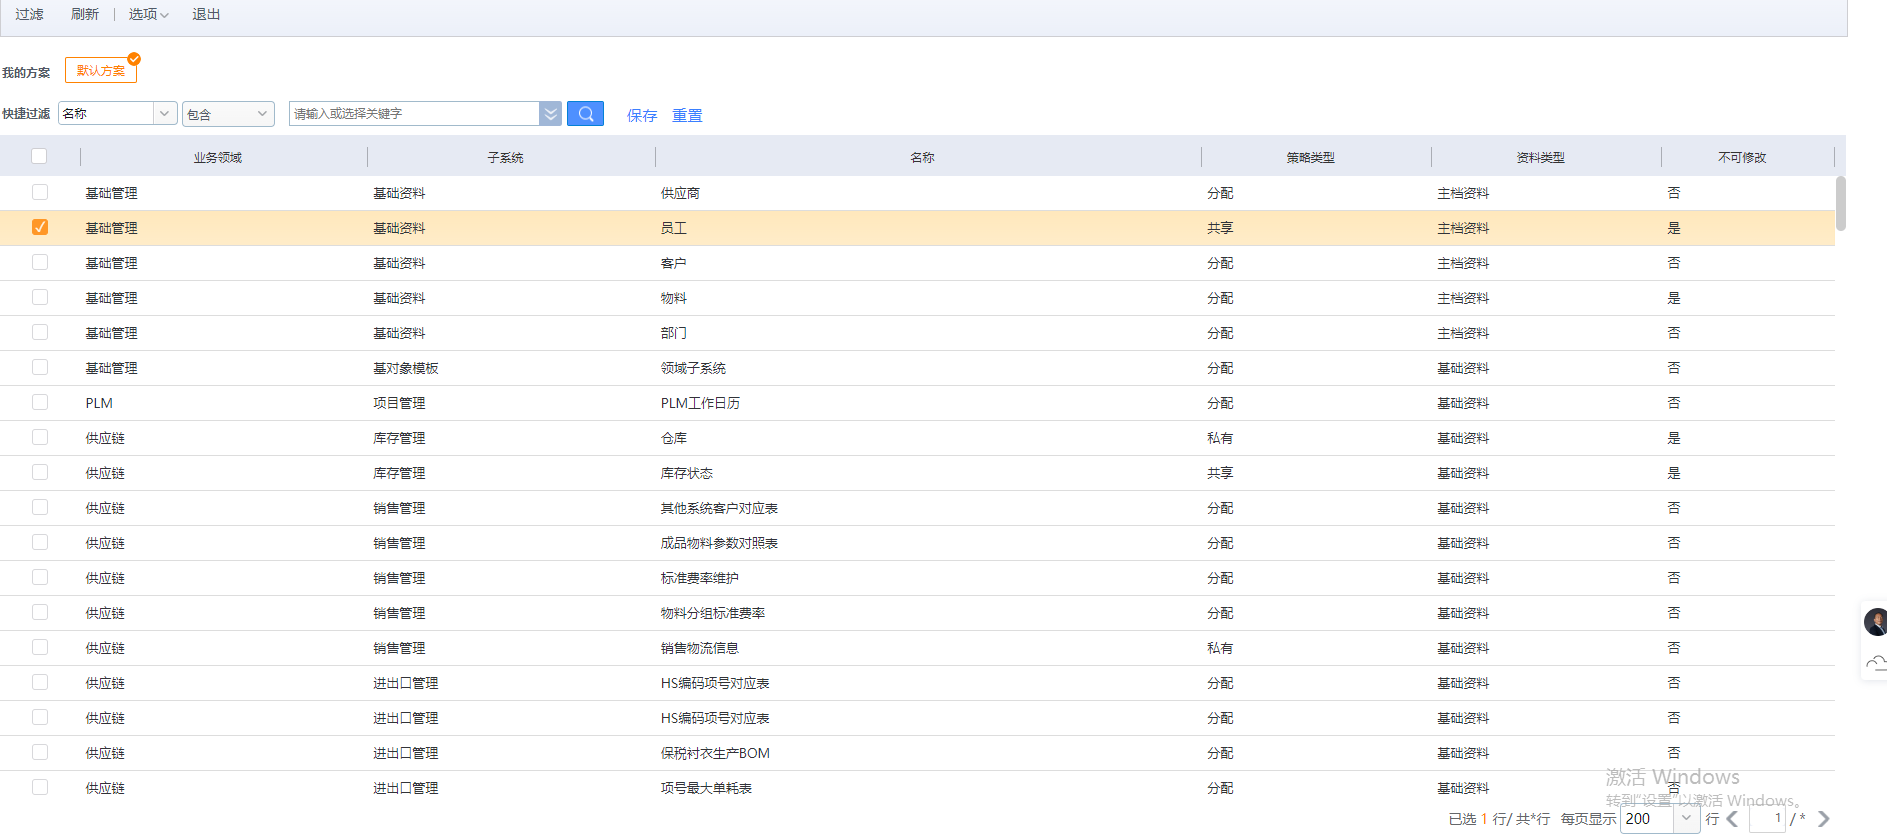 过滤 刷新 选项 退出
我的方案 默认方案
快捷过滤 名称 包含 请输入或选择关键字 保存 重置
业务领域 子系统 名称 策略类型 资料类型 不可修改
基础管理 基础资料 供应商 分配 主档资料 否
基础管理 基础资料 员工 共享 主档资料 是
基础管理 基础资料 客户 分配 主档资料 否
基础管理 基础资料 物料 分配 主档资料 是
基础管理 基础资料 部门 分配 主档资料 否
基础管理 基对象模板 领域子系统 分配 基础资料 否
PLM 项目管理 PLM工作日历 分配 基础资料 否
供应链 库存管理 仓库 私有 基础资料 是
供应链 库存管理 库存状态 共享 基础资料 是
供应链 销售管理 其他系统客户对应表 分配 基础资料 否
供应链 销售管理 成品物料参数对照表 分配 基础资料 否
供应链 销售管理 标准费率维护 分配 基础资料 否
供应链 销售管理 物料分组标准费率 分配 基础资料 否
供应链 销售管理 销售物流信息 私有 基础资料 否
供应链 进出口管理 HS编码项号对应表 分配 基础资料 否
供应链 进出口管理 HS编码项号对应表 分配 基础资料 否
供应链 进出口管理 保税衬衣生产BOM 分配 基础资料 否
供应链 进出口管理 项号最大单耗表 分配 基础资料 否
激活 Windows
转到“设置”以激活 Windows。
已选 1 行/ 共*行 每页显示 200 行 1 / *